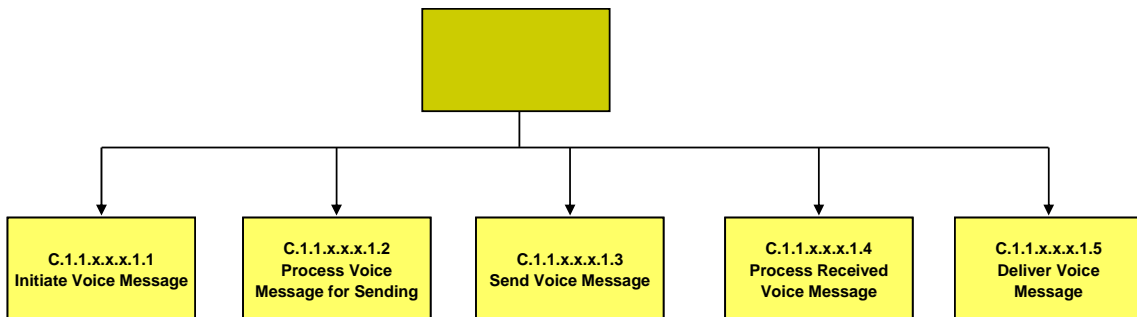 C.1.1.x.x.x.1.1
Initiate Voice Message
C.1.1.x.x.x.1.2
Process Voice
Message for Sending
C.1.1.x.x.x.1.3
Send Voice Message
C.1.1.x.x.x.1.4
Process Received
Voice Message
C.1.1.x.x.x.1.5
Deliver Voice
Message